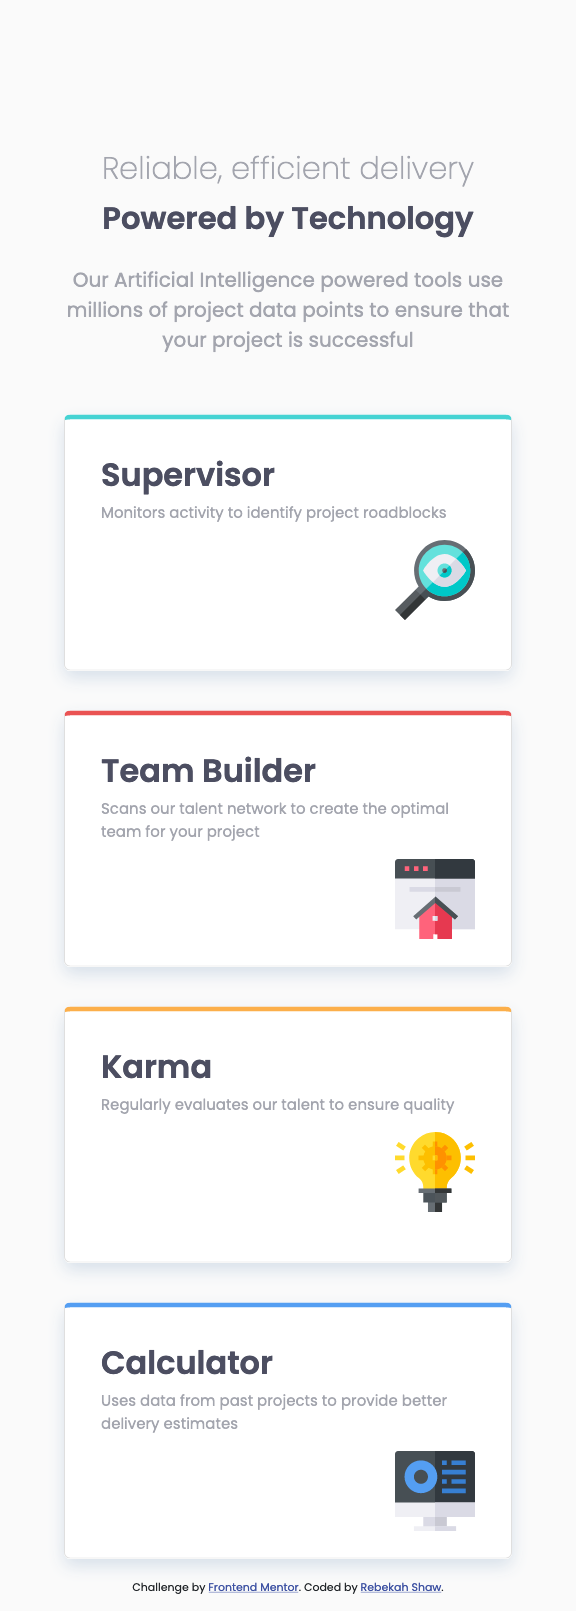 Reliable, efficient delivery
Powered by Technology
Our Artificial Intelligence powered tools use
millions of project data points to ensure that
your project is successful
Supervisor
Monitors activity to identify project roadblocks
Team Builder
Scans our talent network to create the optimal
team for your project
Karma
Regularly evaluates our talent to ensure quality
Calculator
Uses data from past projects to provide better
delivery estimates
Challenge by Frontend Mentor. Coded by Rebekah Shaw.